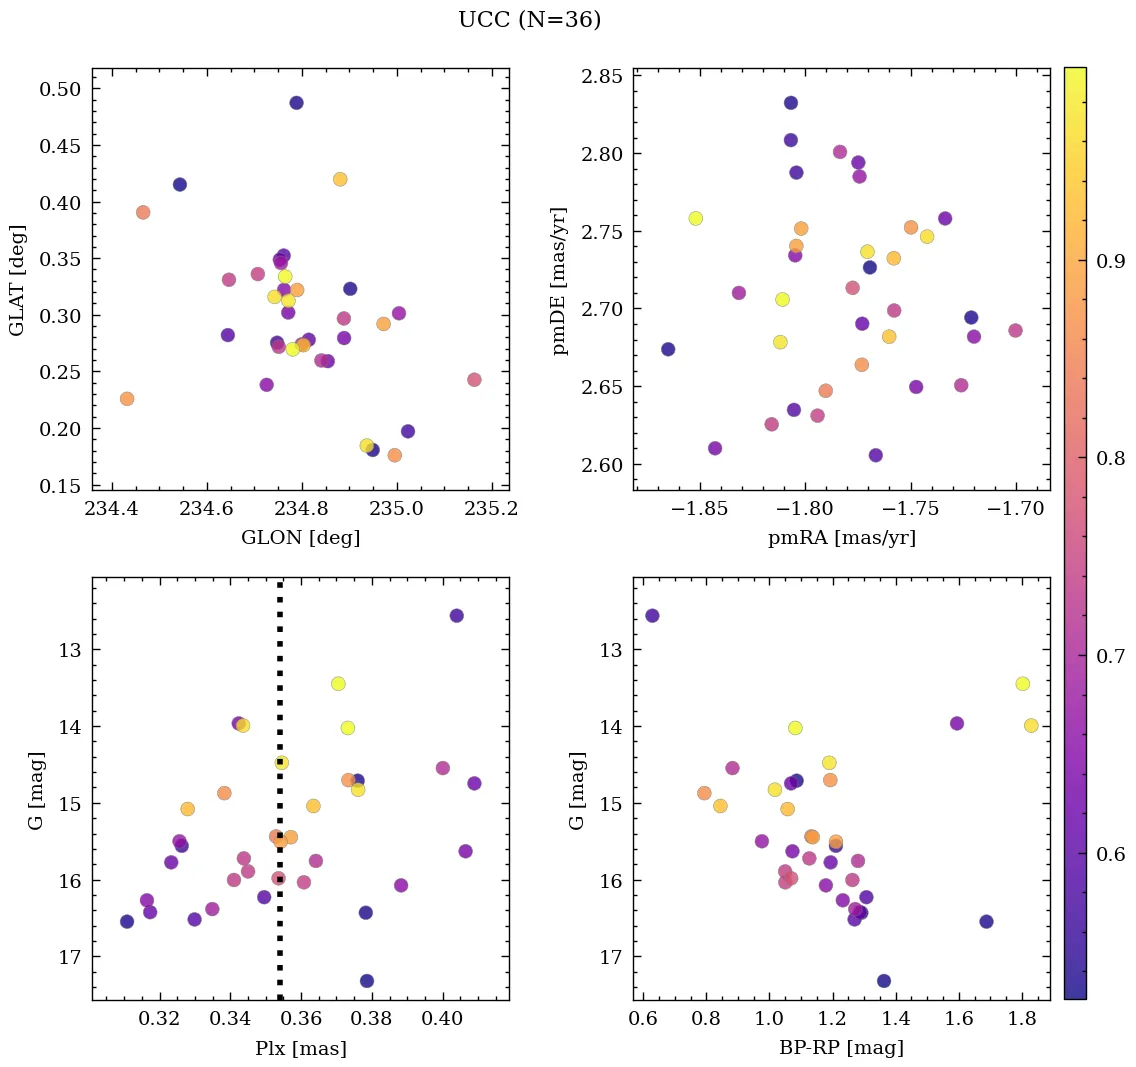 UCC (N=36)
0.50
0.45
0.40
0.35
0.30
0.25
0.20
0.15
GLAT [deg]
234.4 234.6 234.8 235.0 235.2
GLON [deg]
2.85
2.80
2.75
2.70
2.65
2.60
pmDE [mas/yr]
−1.85 −1.80 −1.75 −1.70
pmRA [mas/yr]
0.9
0.8
0.7
0.6
13
14
15
16
17
G [mag]
0.32 0.34 0.36 0.38 0.40
Plx [mas]
13
14
15
16
17
G [mag]
0.6 0.8 1.0 1.2 1.4 1.6 1.8
BP-RP [mag]